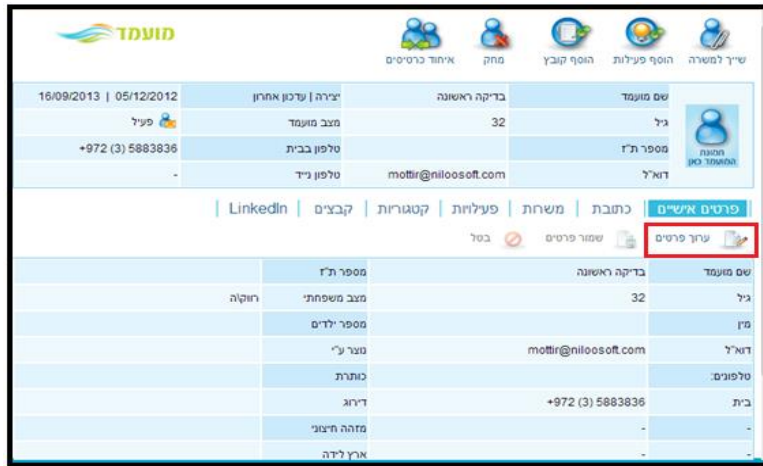 מועמד
שייך למשרה הוסף פעילות הוסף קובץ מחק איחוד כרטיסים
שם מועמד בדיקה ראשונה יצירה | עדכון אחרון 05/12/2012 | 16/09/2013
גיל 32 מצב מועמד פעיל
מספר ת"ז טלפון בבית +972 (3) 5883836
דוא"ל mottir@niloosoft.com טלפון נייד -
תמונת
המועמד כאן
פרטים אישיים | כתובת | משרות | פעילויות | קטגוריות | קבצים | LinkedIn |
ערוך פרטים שמור פרטים בטל
שם מועמד בדיקה ראשונה מספר ת"ז
גיל 32 מצב משפחתי רווק\ה
מין מספר ילדים
דוא"ל mottir@niloosoft.com נוצר ע"י
טלפונים: כותרת
בית +972 (3) 5883836 דירוג
- - מזהה חיצוני
- - ארץ לידה